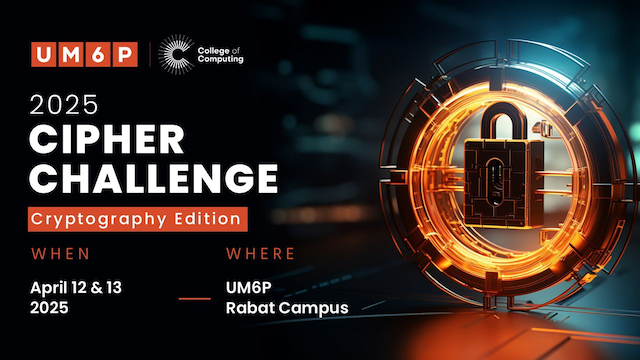 UM6P
College of
Computing
2025
CIPHER
CHALLENGE
Cryptography Edition
WHEN
April 12 & 13
2025
WHERE
UM6P
Rabat Campus